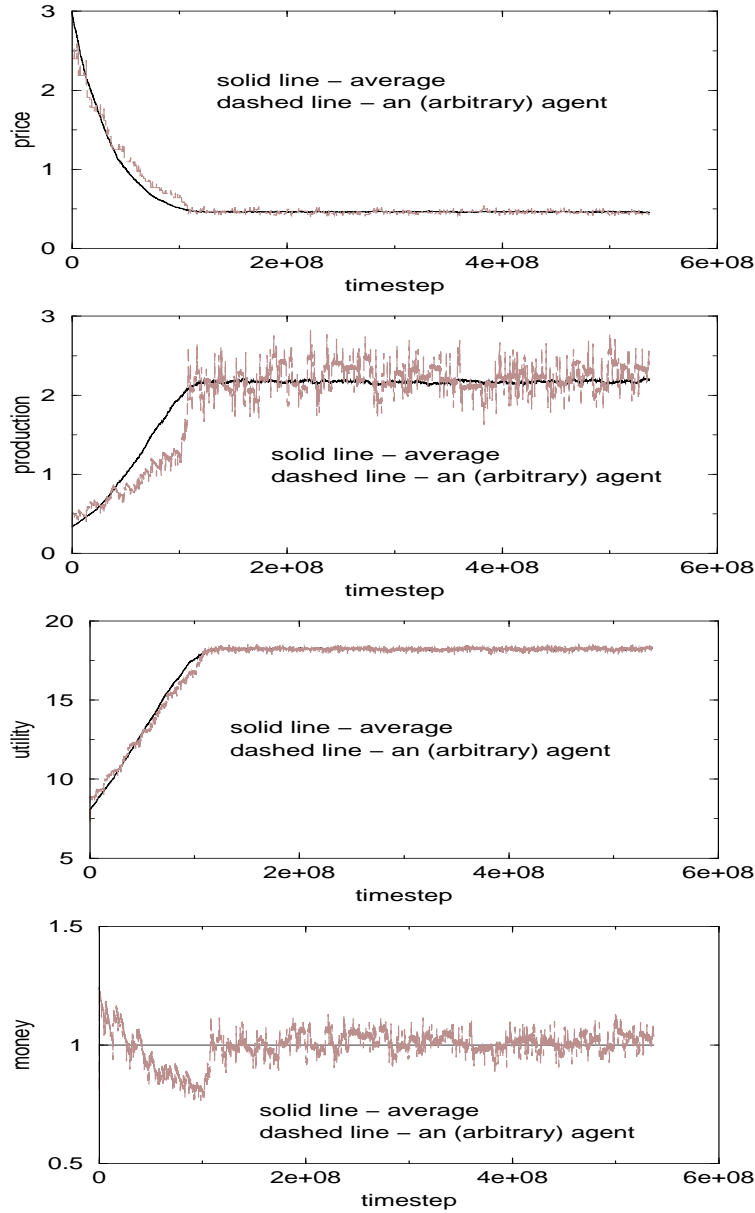 3
2
1
0
price
solid line – average
dashed line – an (arbitrary) agent
0
2e+08
4e+08
6e+08
timestep
3
2
1
0
production
solid line – average
dashed line – an (arbitrary) agent
0
2e+08
4e+08
6e+08
timestep
20
15
10
5
utility
solid line – average
dashed line – an (arbitrary) agent
0
2e+08
4e+08
6e+08
timestep
1.5
1
0.5
money
solid line – average
dashed line – an (arbitrary) agent
0
2e+08
4e+08
6e+08
timestep